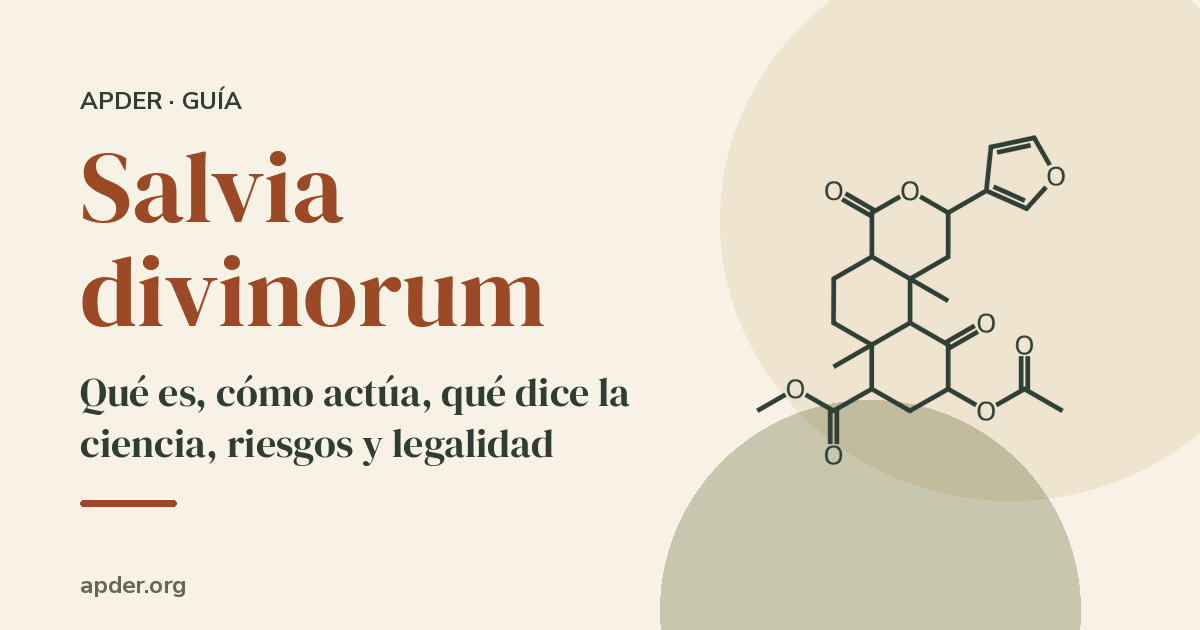 APDER · GUÍA
Salvia
divinorum
Qué es, cómo actúa, qué dice la
ciencia, riesgos y legalidad
apder.org
O
O
O
O
O
O
O
O